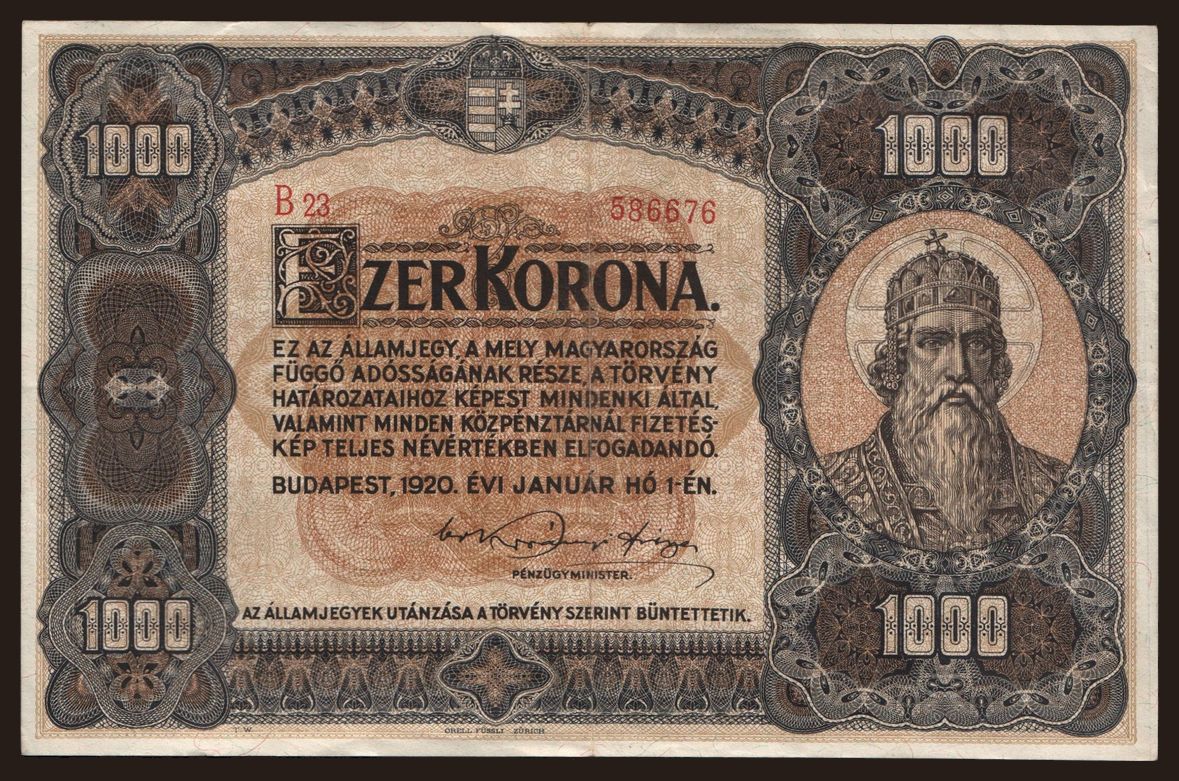 1000
1000
B 23
586676
EZER KORONA.
EZ AZ ÁLLAMJEGY, A MELY MAGYARORSZÁG
FÜGGŐ ADÓSSÁGÁNAK RÉSZE, A TÖRVÉNY
HATÁROZATAIHOZ KÉPEST MINDENKI ÁLTAL,
VALAMINT MINDEN KÖZPÉNZTÁRNÁL FIZETÉS-
KÉP TELJES NÉVÉRTÉKBEN ELFOGADANDÓ.
BUDAPEST, 1920. ÉVI JANUÁR HÓ 1-ÉN.
PÉNZÜGYMINISTER.
AZ ÁLLAMJEGYEK UTÁNZÁSA A TÖRVÉNY SZERINT BÜNTETTETIK.
1000
1000
T. W.
ORELL FÜSSLI ZÜRICH